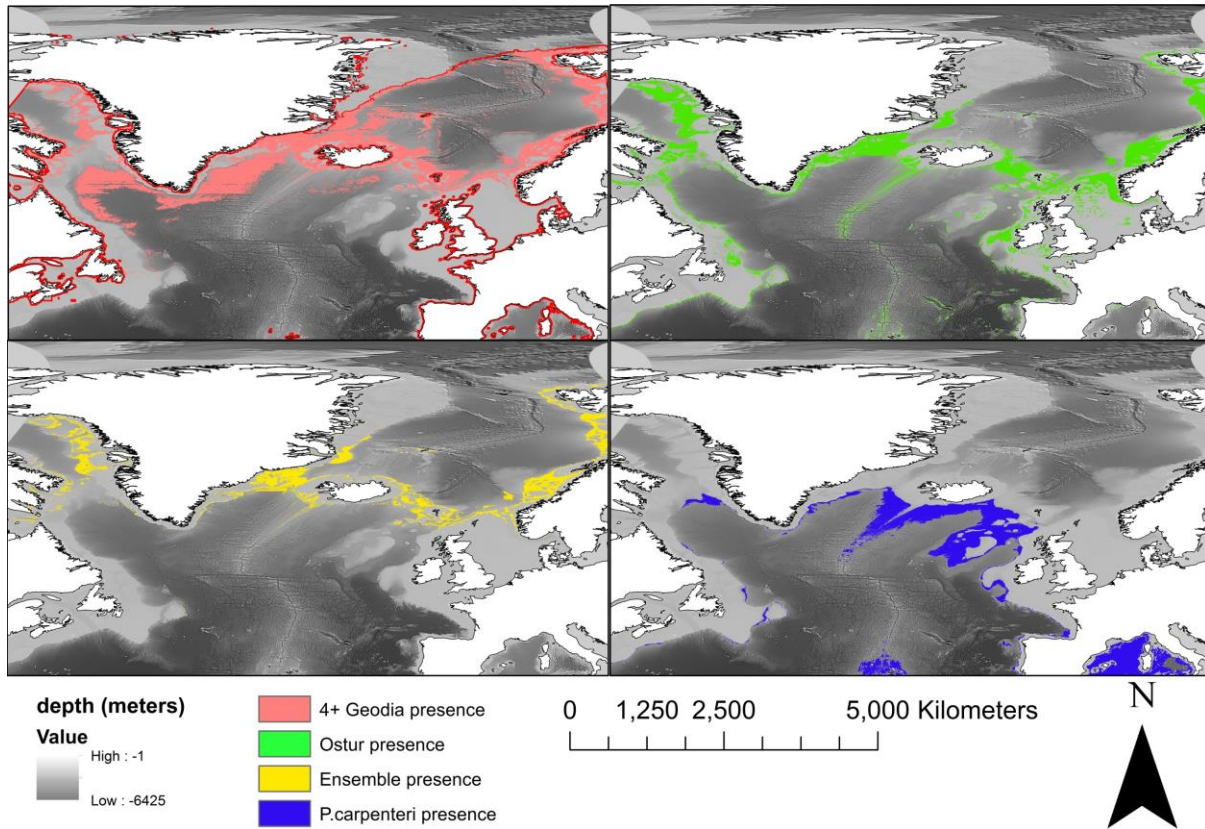 depth (meters)
Value
High : -1
Low : -6425
4+ Geodia presence
Ostur presence
Ensemble presence
P.carpenteri presence
0 1,250 2,500 5,000 Kilometers
N